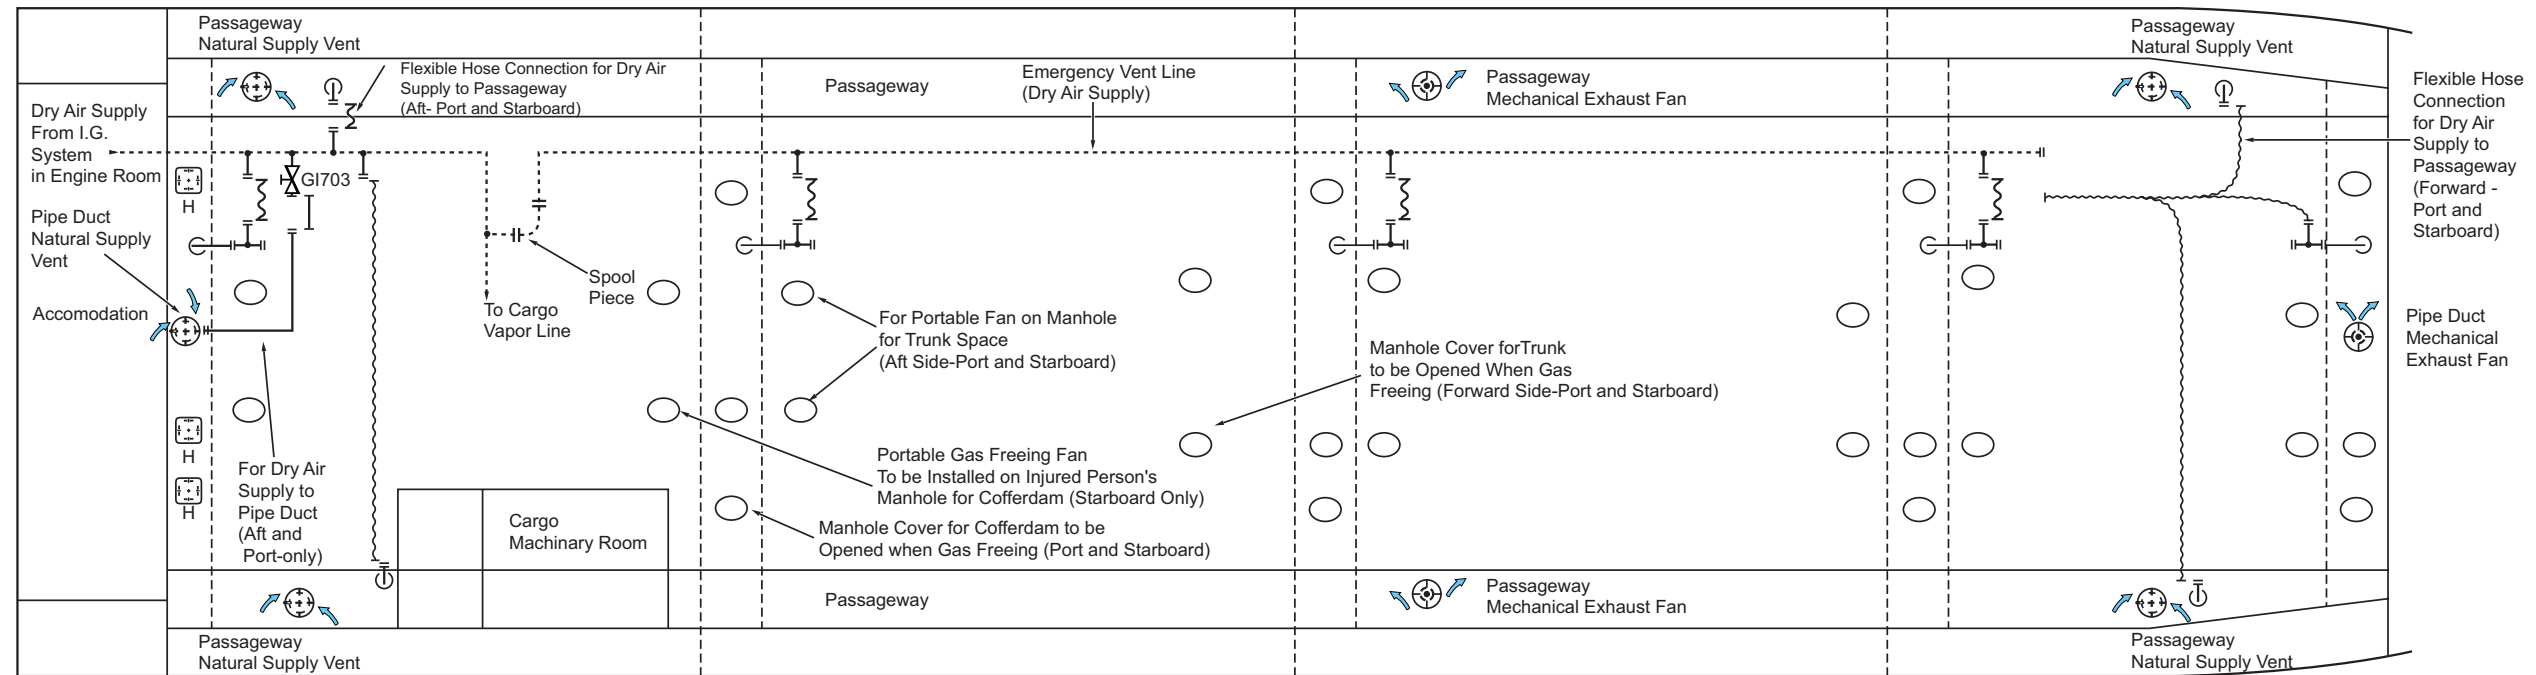 Passageway
Natural Supply Vent
Passageway
Natural Supply Vent
Flexible Hose Connection for Dry Air
Supply to Passageway
(Aft- Port and Starboard)
Passageway
Emergency Vent Line
(Dry Air Supply)
Passageway
Mechanical Exhaust Fan
Flexible Hose
Connection
for Dry Air
Supply to
Passageway
(Forward -
Port and
Starboard)
Dry Air Supply
From I.G.
System
in Engine Room
GI703
H
Pipe Duct
Natural Supply
Vent
Accomodation
Spool
Piece
To Cargo
Vapor Line
For Portable Fan on Manhole
for Trunk Space
(Aft Side-Port and Starboard)
Manhole Cover forTrunk
to be Opened When Gas
Freeing (Forward Side-Port and Starboard)
Pipe Duct
Mechanical
Exhaust Fan
H
H
For Dry Air
Supply to
Pipe Duct
(Aft and
Port-only)
Portable Gas Freeing Fan
To be Installed on Injured Person's
Manhole for Cofferdam (Starboard Only)
Cargo
Machinary Room
Manhole Cover for Cofferdam to be
Opened when Gas Freeing (Port and Starboard)
Passageway
Passageway
Mechanical Exhaust Fan
Passageway
Natural Supply Vent
Passageway
Natural Supply Vent